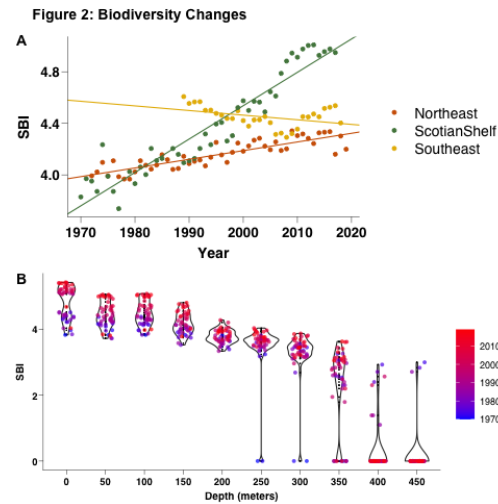 Figure 2: Biodiversity Changes
A
4.8
4.4
4.0
SBI
1970 1980 1990 2000 2010 2020
Year
Northeast
ScotianShelf
Southeast
B
4
2
0
SBI
0 50 100 150 200 250 300 350 400 450
Depth (meters)
2010
2000
1990
1980
1970